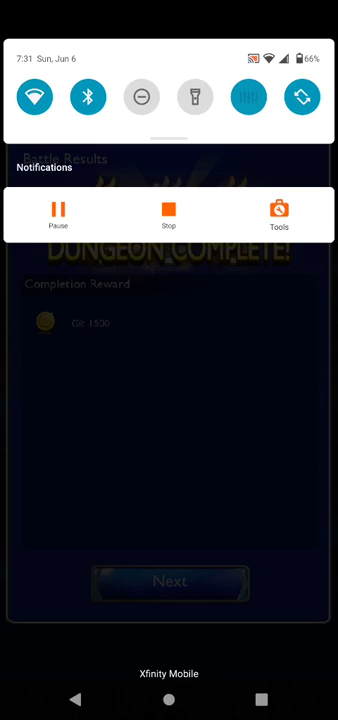 7:31 Sun, Jun 6
66%
Battle Results
Notifications
Pause
Stop
Tools
DUNGEON COMPLETE!
Completion Reward
Gil: 1500
Next
Xfinity Mobile